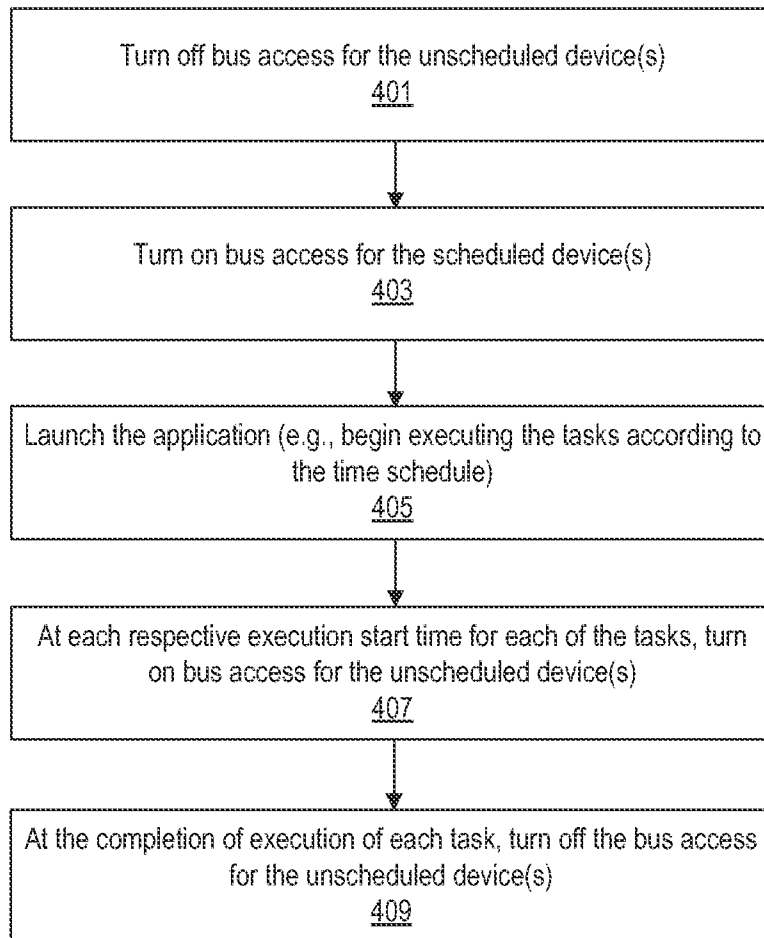 Turn off bus access for the unscheduled device(s)
401
Turn on bus access for the scheduled device(s)
403
Launch the application (e.g., begin executing the tasks according to
the time schedule)
405
At each respective execution start time for each of the tasks, turn
on bus access for the unscheduled device(s)
407
At the completion of execution of each task, turn off the bus access
for the unscheduled device(s)
409